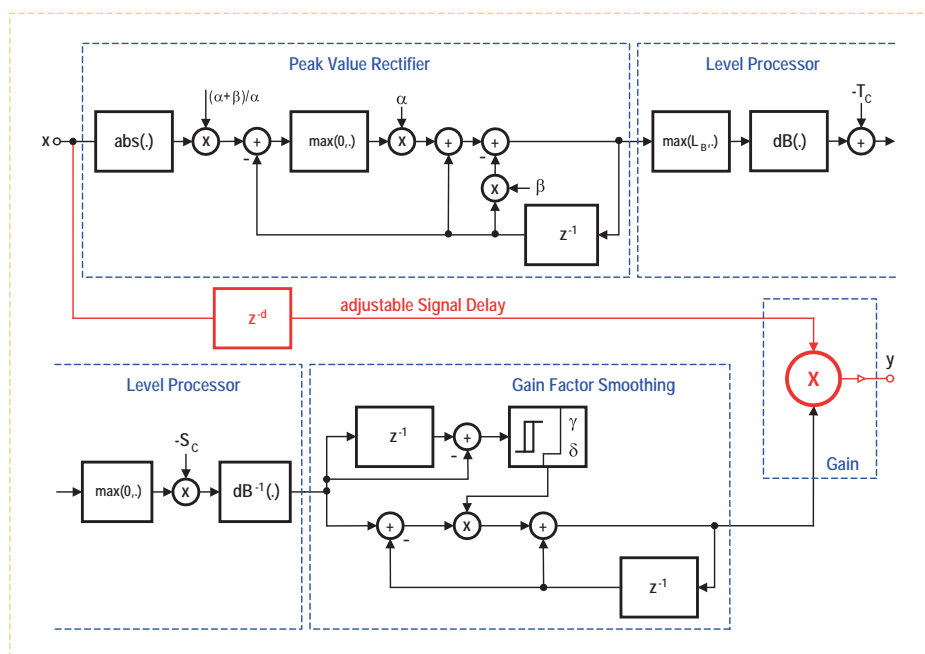 Peak Value Rectifier
Level Processor
(α+β)/α
α
-T_C
x
abs(.)
x
+
-
max(0,.)
x
+
+
-
max(L_B,.)
dB(.)
+
x
β
z^-1
z^-d
adjustable Signal Delay
X
y
Gain
Level Processor
Gain Factor Smoothing
-S_C
max(0,.)
x
dB^-1(.)
z^-1
+
-
γ
δ
+
-
x
+
z^-1